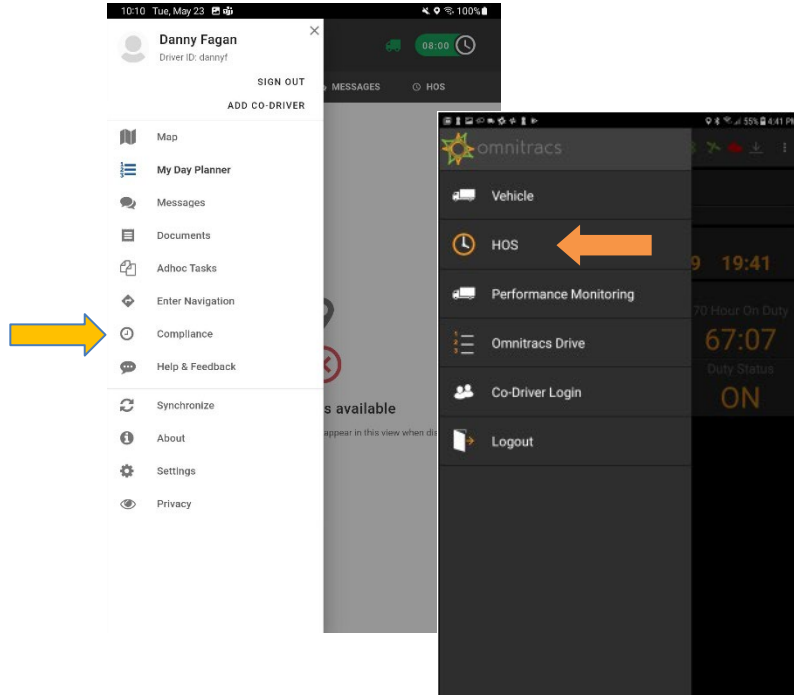 10:10 Tue, May 23
100%
Danny Fagan
Driver ID: dannyf
SIGN OUT
ADD CO-DRIVER
08:00
MESSAGES
HOS
Map
My Day Planner
Messages
Documents
Adhoc Tasks
Enter Navigation
Compliance
Help & Feedback
Synchronize
About
Settings
Privacy
s available
appear in this view when dis
55% 4:41 PM
omnitracs
Vehicle
HOS
Performance Monitoring
Omnitracs Drive
Co-Driver Login
Logout
9 19:41
70 Hour On Duty
67:07
Duty Status
ON